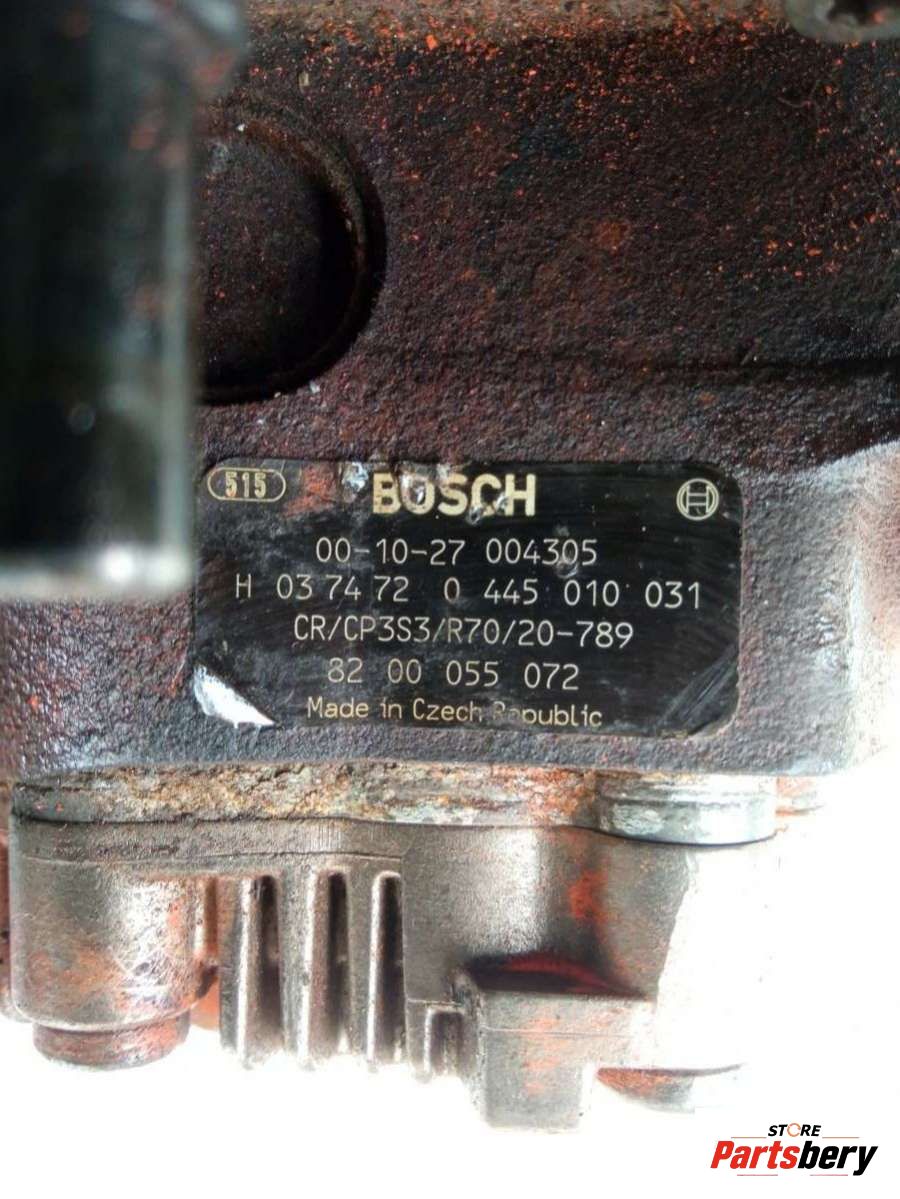 515 BOSCH
00-10-27 004305
H 03 74 72 0 445 010 031
CR/CP3S3/R70/20-789
82 00 055 072
Made in Czech Republic
STORE
Partsbery